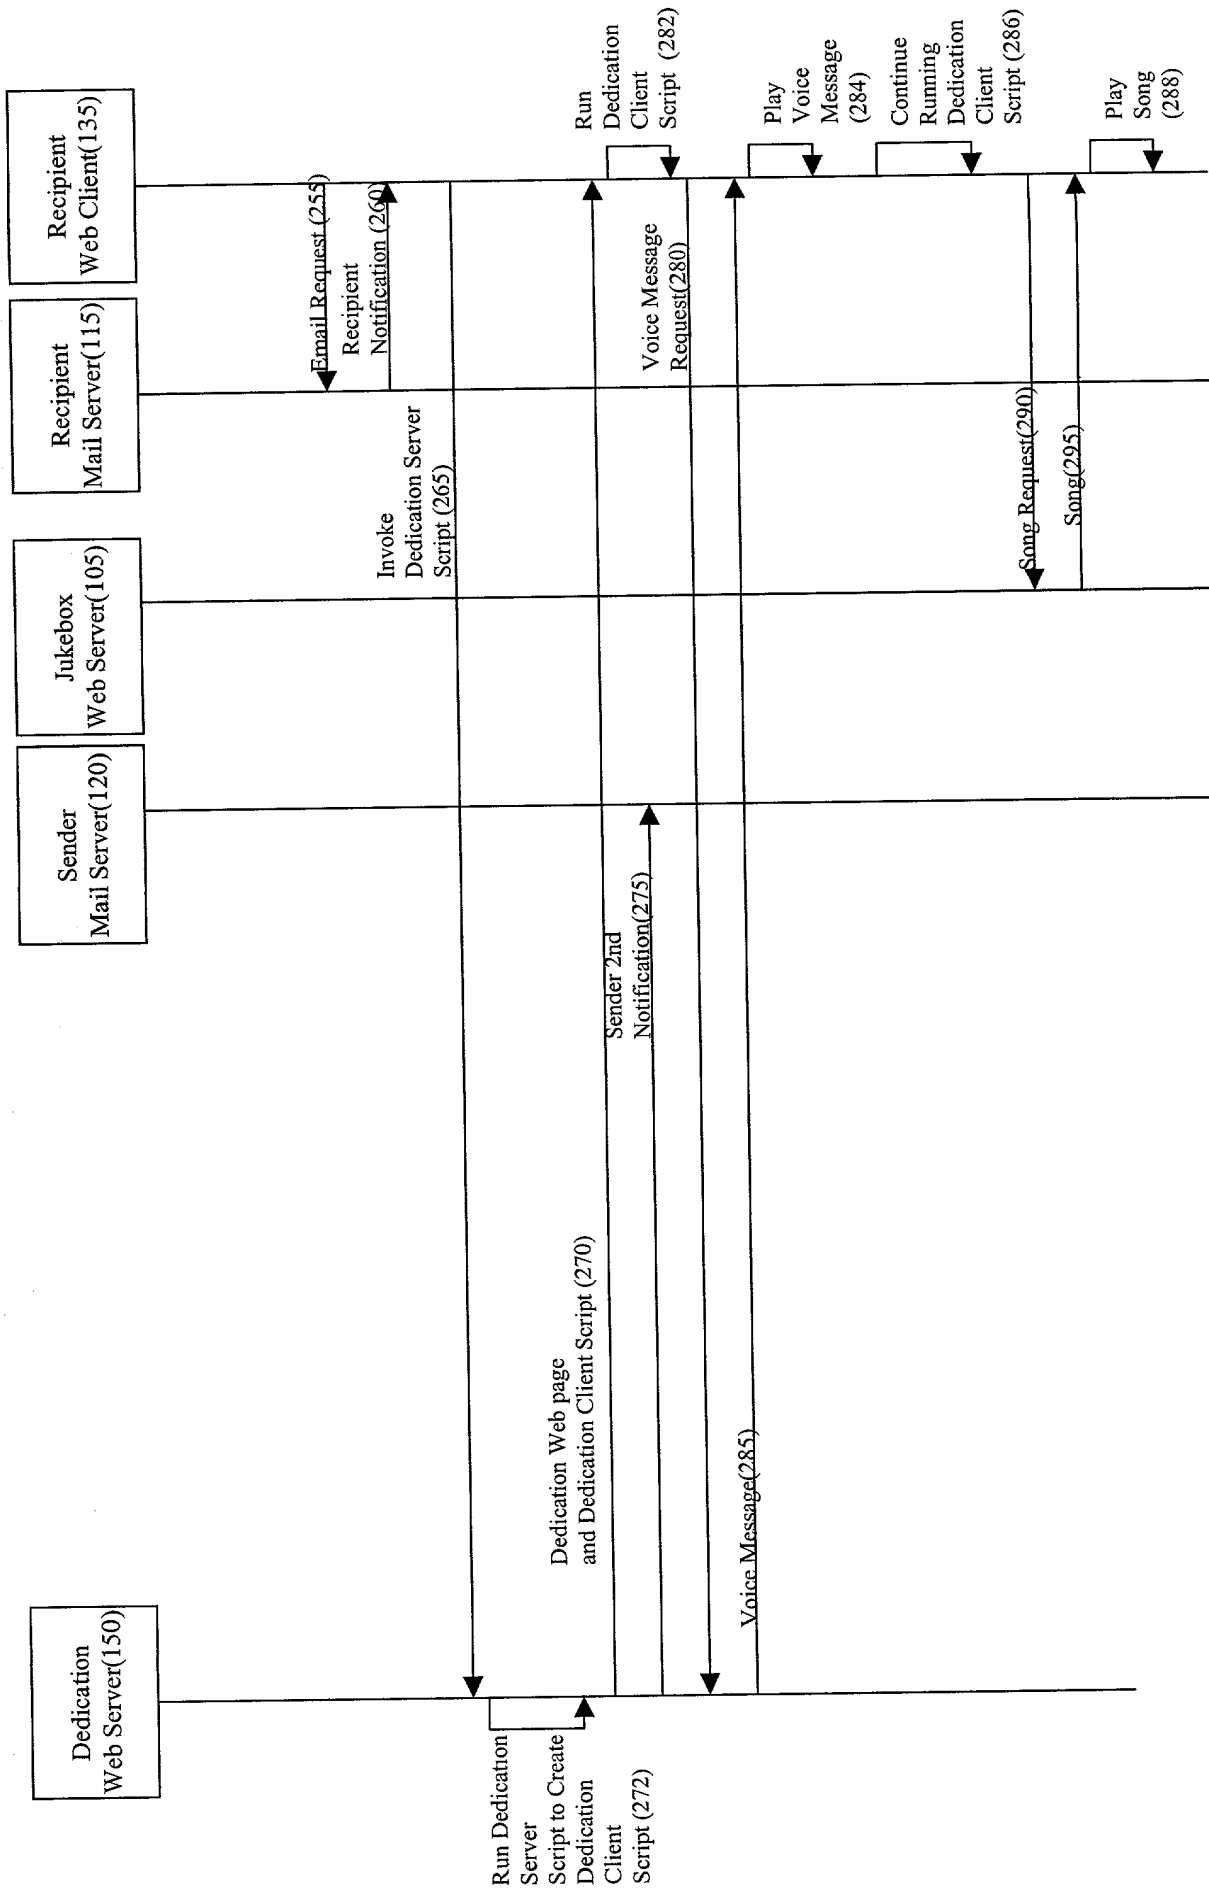 Dedication
Web Server(150)
Sender
Mail Server(120)
Jukebox
Web Server(105)
Recipient
Mail Server(115)
Recipient
Web Client(135)
Email Request (255)
Recipient
Notification (260)
Invoke
Dedication Server
Script (265)
Run Dedication
Server
Script to Create
Dedication
Client
Script (272)
Dedication Web page
and Dedication Client Script (270)
Run
Dedication
Client
Script (282)
Sender 2nd
Notification(275)
Voice Message
Request(280)
Voice Message(285)
Play
Voice
Message
(284)
Continue
Running
Dedication
Client
Script (286)
Song Request(290)
Song(295)
Play
Song
(288)